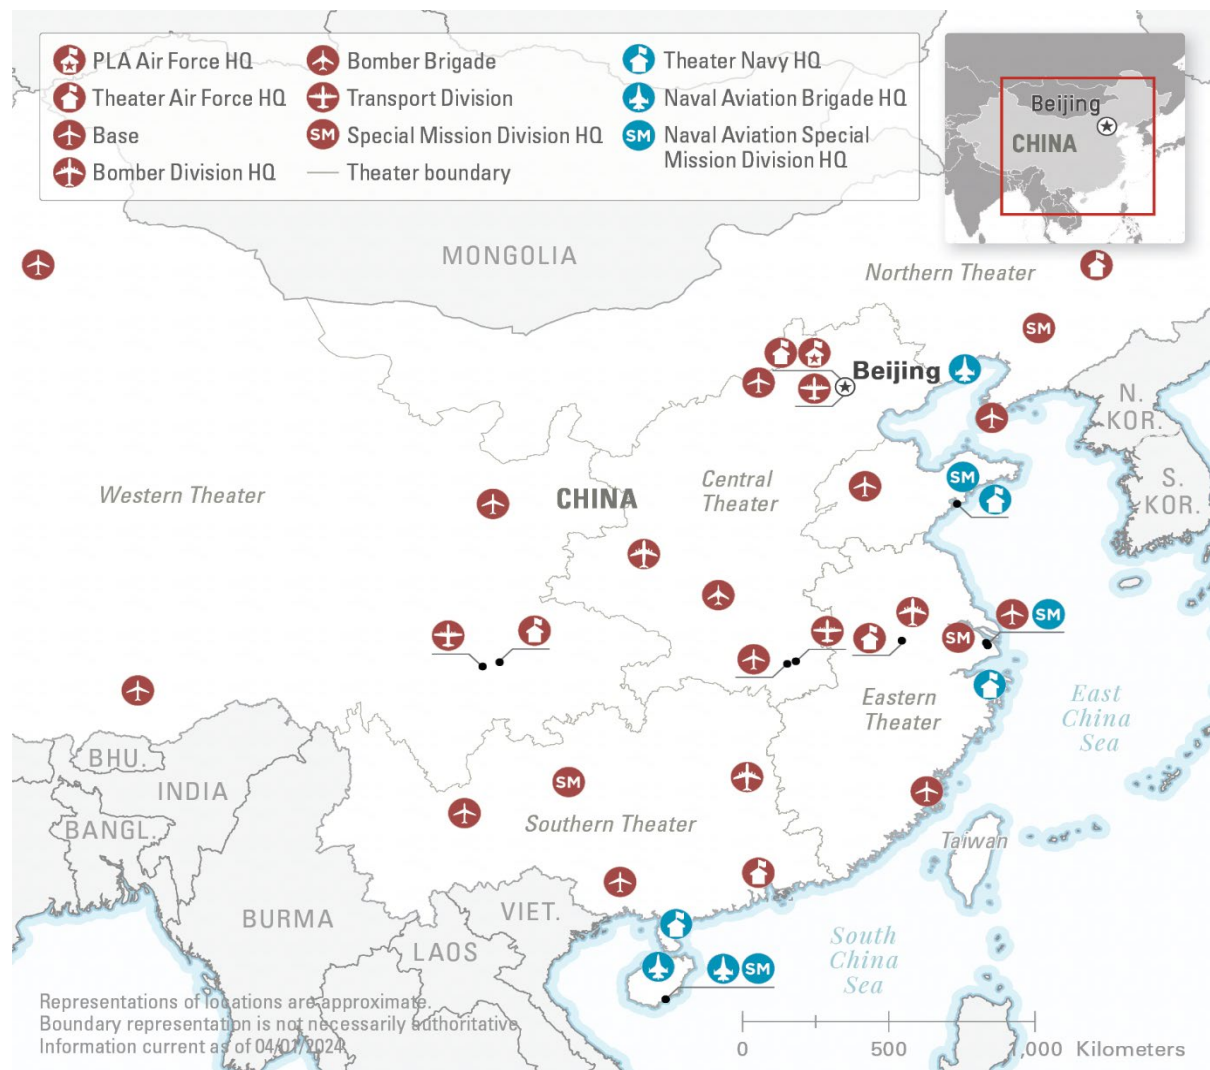 PLA Air Force HQ
Theater Air Force HQ
Base
Bomber Division HQ
Bomber Brigade
Transport Division
SM Special Mission Division HQ
Theater boundary
Theater Navy HQ
Naval Aviation Brigade HQ
SM Naval Aviation Special
Mission Division HQ
Beijing
CHINA
MONGOLIA
Northern Theater
SM
Beijing
N.
KOR.
S.
KOR.
Western Theater
CHINA
Central
Theater
SM
SM
SM
Eastern
Theater
East
China
Sea
BHU.
INDIA
BANGL.
SM
Southern Theater
Taiwan
BURMA
VIET.
LAOS
SM
South
China
Sea
Representations of locations are approximate.
Boundary representation is not necessarily authoritative
Information current as of 04/01/2024.
0 500 1,000 Kilometers